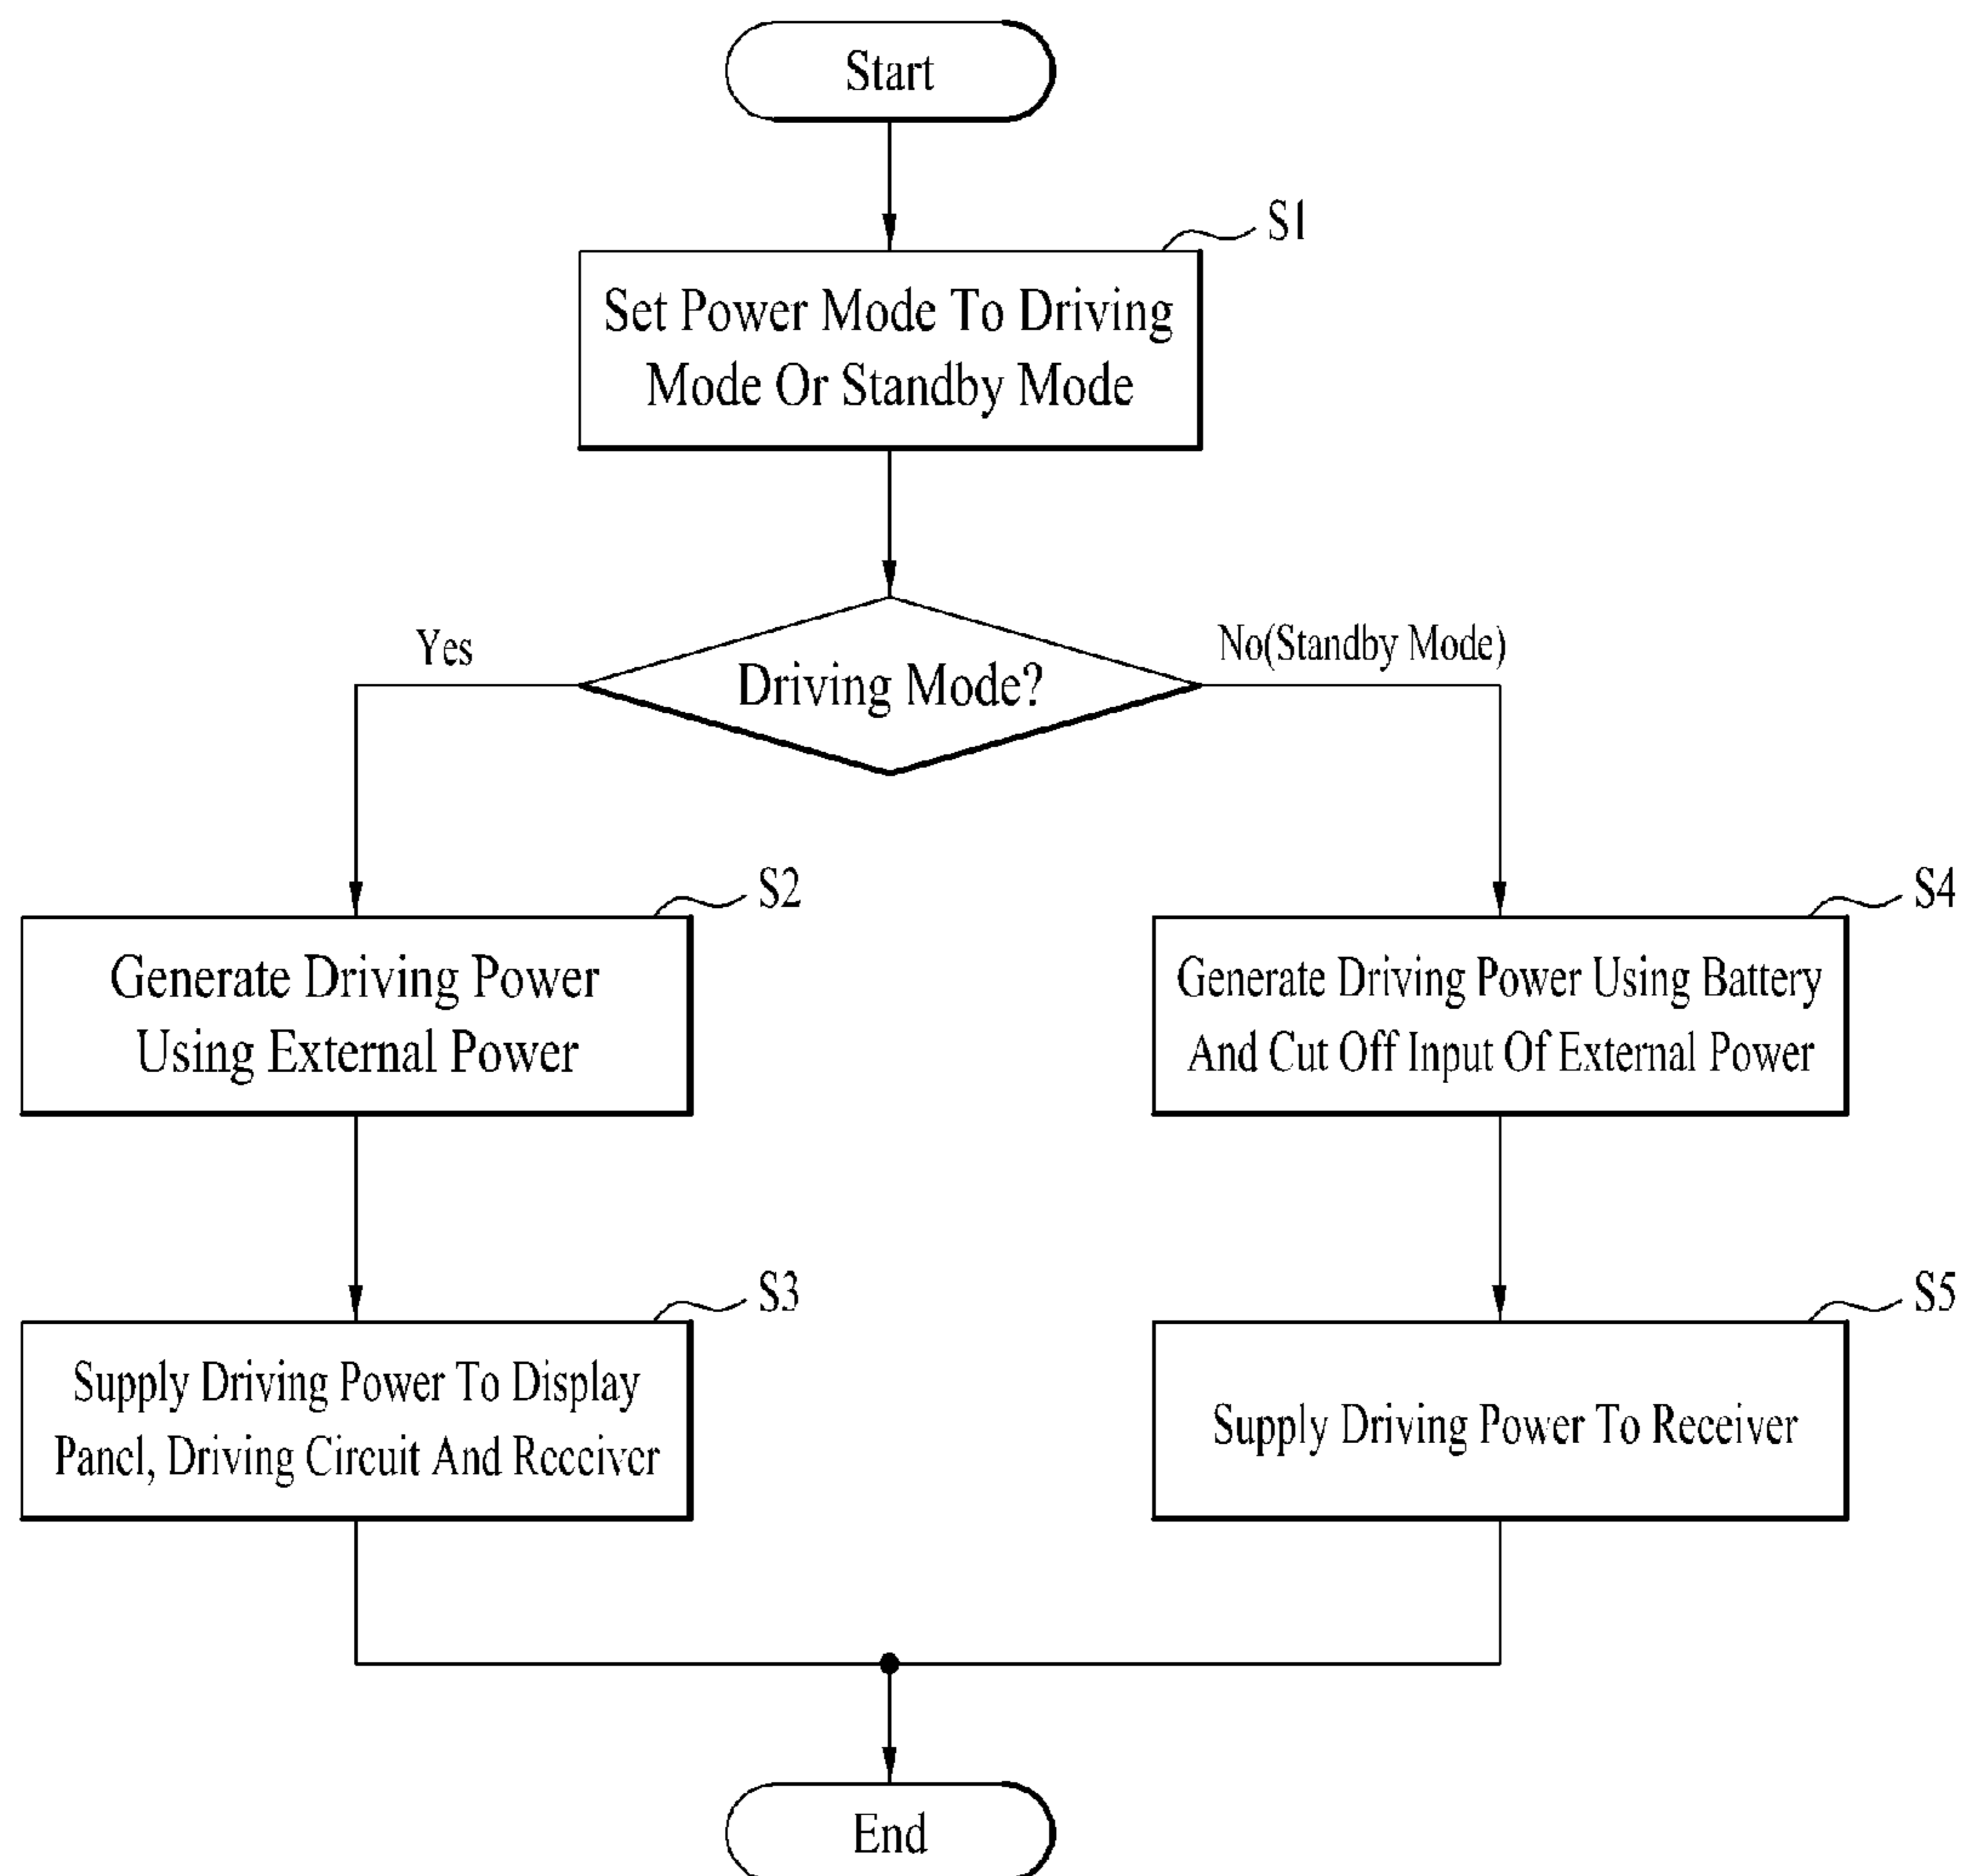 Start
S1
Set Power Mode To Driving
Mode Or Standby Mode
Yes
Driving Mode?
No(Standby Mode)
S2
Generate Driving Power
Using External Power
S4
Generate Driving Power Using Battery
And Cut Off Input Of External Power
S3
Supply Driving Power To Display
Panel, Driving Circuit And Receiver
S5
Supply Driving Power To Receiver
End